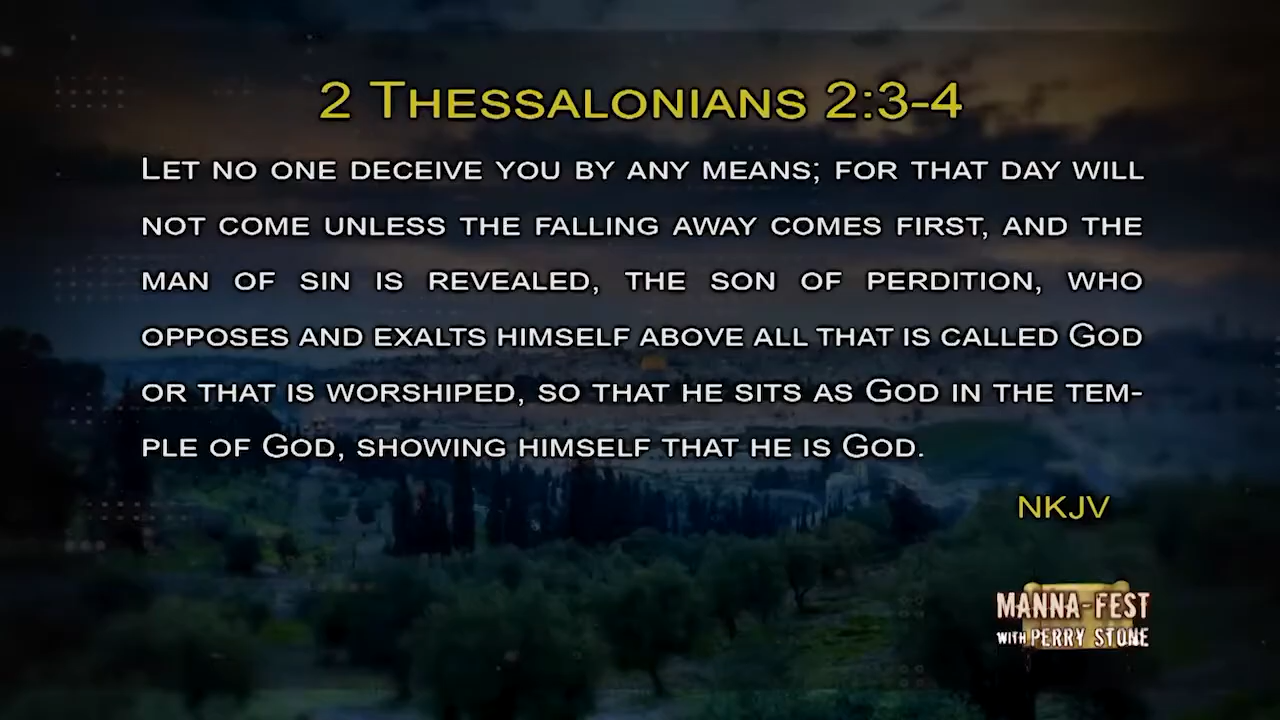 2 Thessalonians 2:3-4
Let no one deceive you by any means; for that day will
not come unless the falling away comes first, and the
man of sin is revealed, the son of perdition, who
opposes and exalts himself above all that is called God
or that is worshiped, so that he sits as God in the tem-
ple of God, showing himself that he is God.
NKJV
MANNA-FEST
WITH PERRY STONE